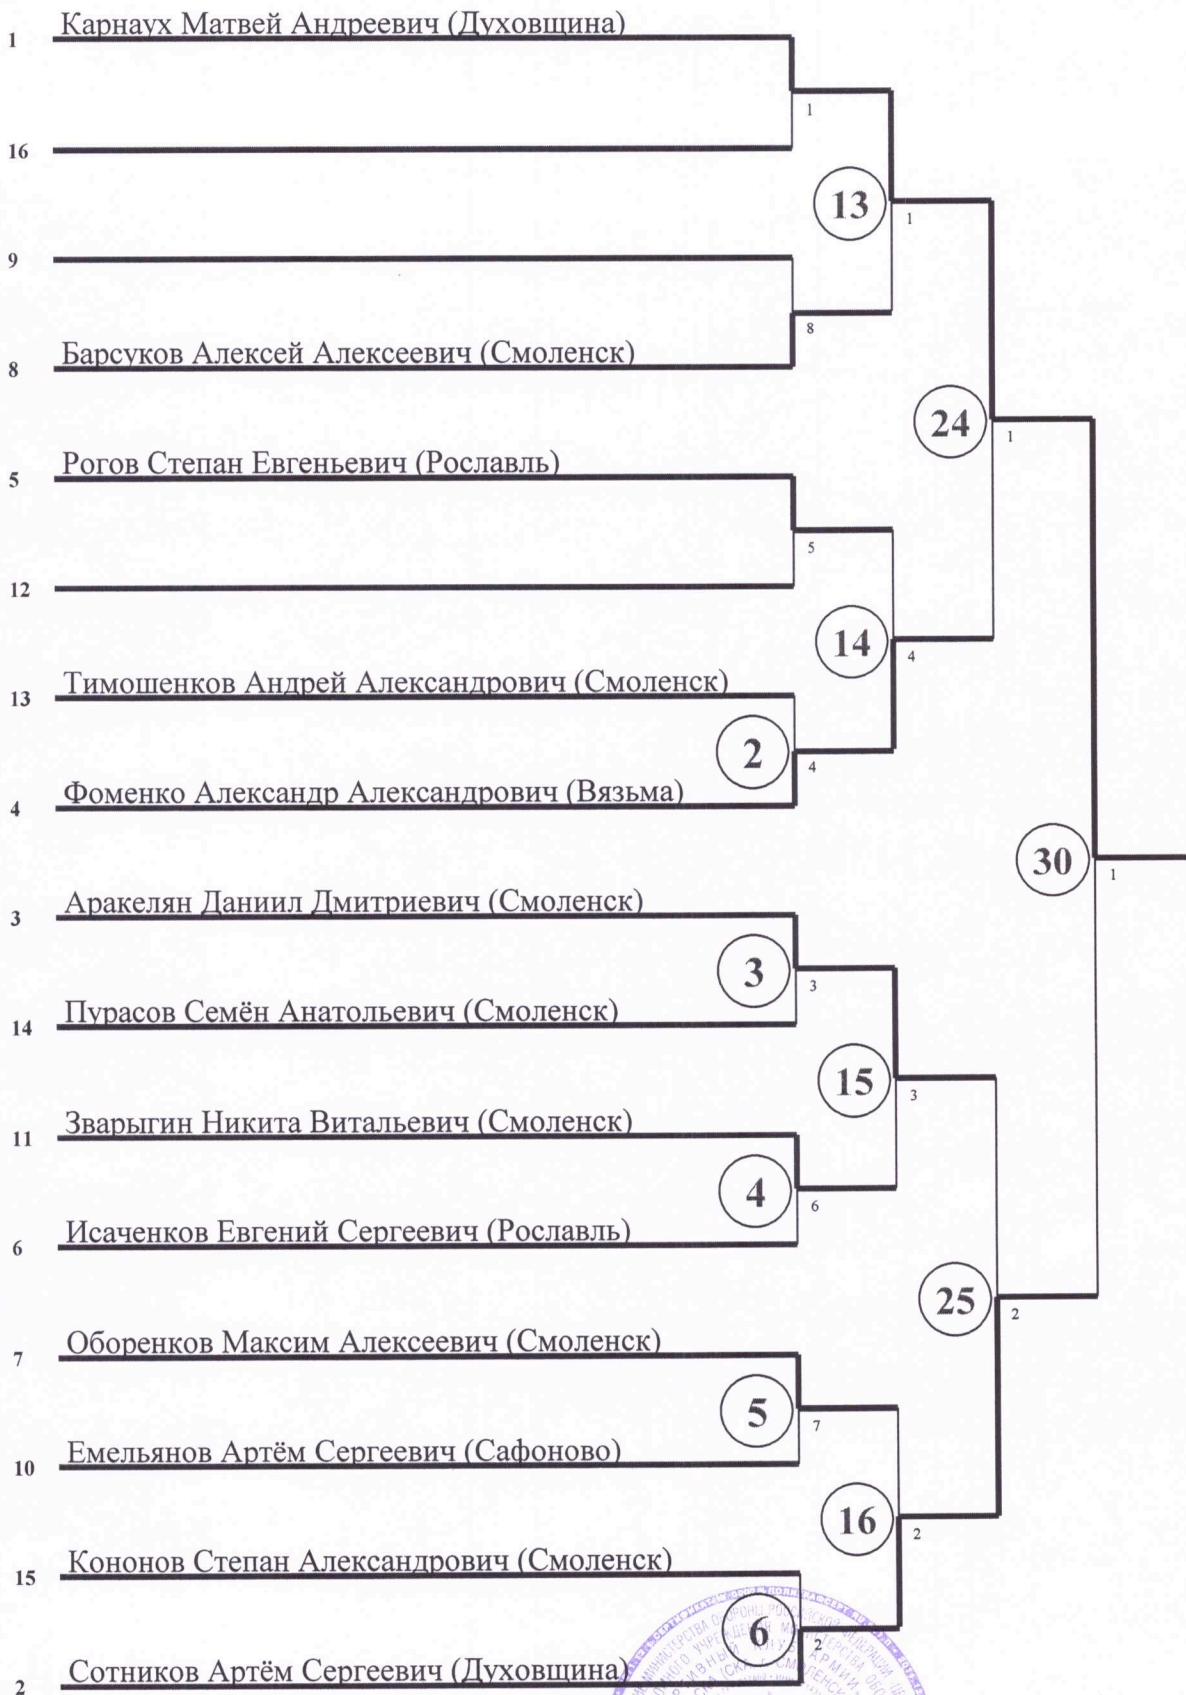 1 Карнаух Матвей Андреевич (Духовщина)
1
16
13
1
9
8
8 Барсуков Алексей Алексеевич (Смоленск)
24
1
5 Рогов Степан Евгеньевич (Рославль)
5
12
14
4
13 Тимошенков Андрей Александрович (Смоленск)
2
4
4 Фоменко Александр Александрович (Вязьма)
30
1
3 Аракелян Даниил Дмитриевич (Смоленск)
3
3
14 Пурасов Семён Анатольевич (Смоленск)
15
3
11 Зварыгин Никита Витальевич (Смоленск)
4
6
6 Исаченков Евгений Сергеевич (Рославль)
25
2
7 Оборенков Максим Алексеевич (Смоленск)
5
7
10 Емельянов Артём Сергеевич (Сафоново)
16
2
15 Кононов Степан Александрович (Смоленск)
6
2
2 Сотников Артём Сергеевич (Духовщина)